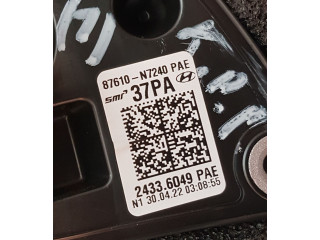 87610-N7240 PAE
SMR 37PA
2433.6049 PAE
N1 30.04.22 03:08:55